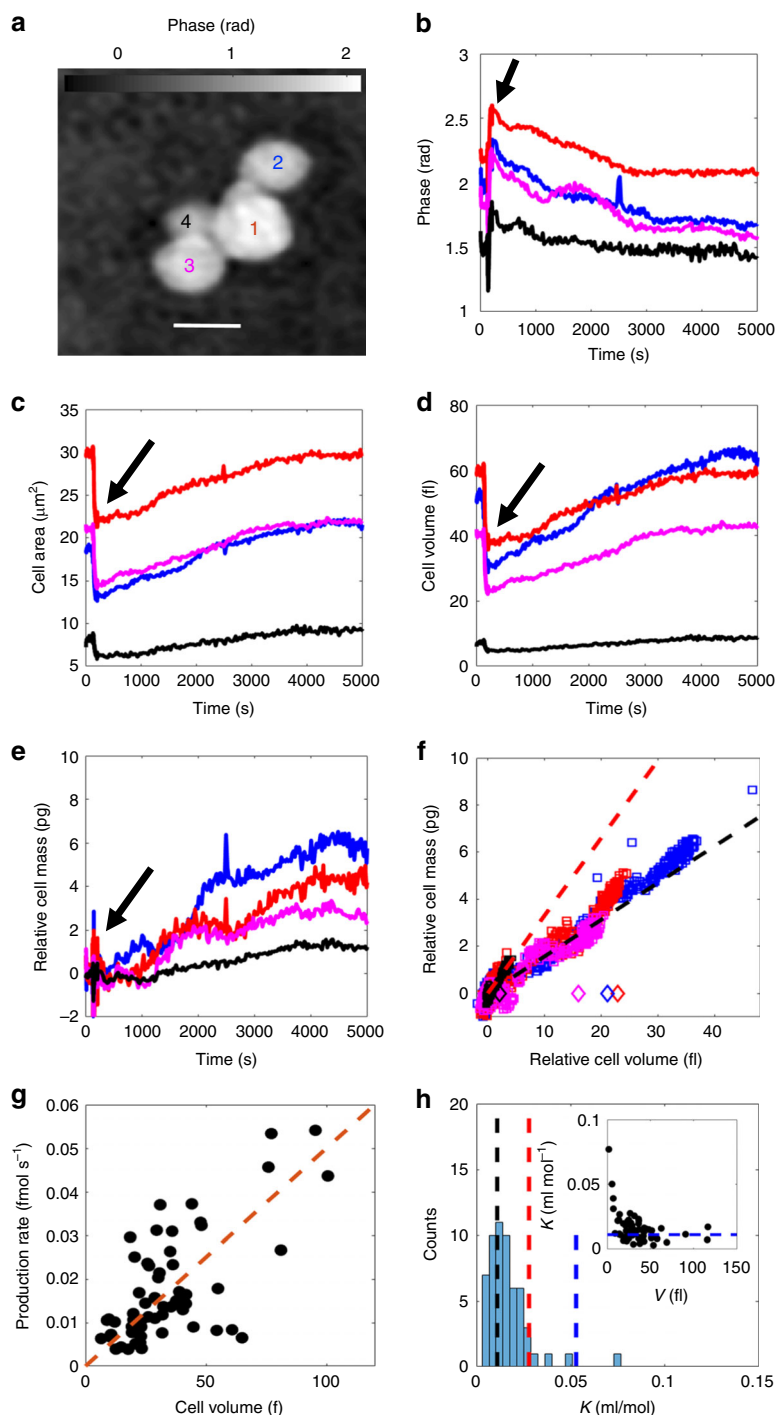 a
Phase (rad)
0 1 2
2
4
1
3
b
3
2.5
2
1.5
1
Phase (rad)
0 1000 2000 3000 4000 5000
Time (s)
c
35
30
25
20
15
10
5
Cell area (μm²)
0 1000 2000 3000 4000 5000
Time (s)
d
80
60
40
20
0
Cell volume (fl)
0 1000 2000 3000 4000 5000
Time (s)
e
10
8
6
4
2
0
−2
Relative cell mass (pg)
0 1000 2000 3000 4000 5000
Time (s)
f
10
8
6
4
2
0
Relative cell mass (pg)
0 10 20 30 40
Relative cell volume (fl)
g
0.06
0.05
0.04
0.03
0.02
0.01
0
Production rate (fmol s⁻¹)
0 50 100
Cell volume (f)
h
20
15
10
5
0
Counts
0 0.05 0.1 0.15
K (ml/mol)
0.1
0.05
0
K (ml mol⁻¹)
0 50 100 150
V (fl)